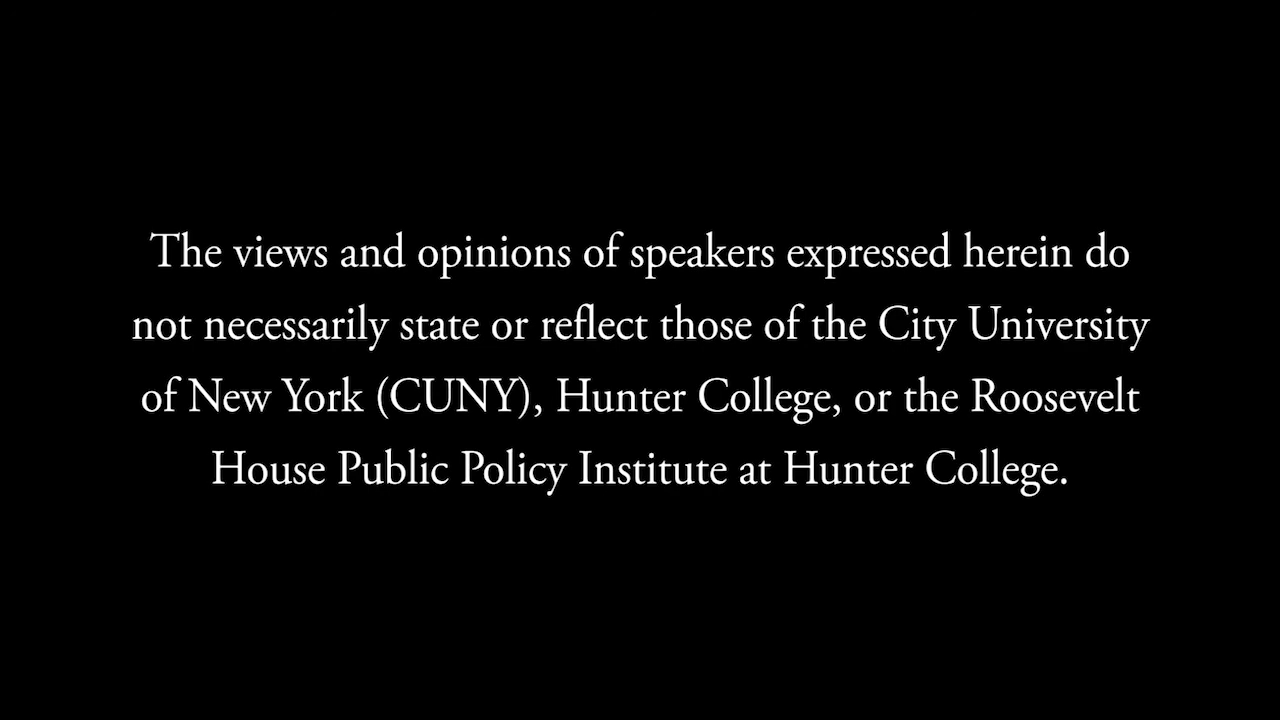 The views and opinions of speakers expressed herein do
not necessarily state or reflect those of the City University
of New York (CUNY), Hunter College, or the Roosevelt
House Public Policy Institute at Hunter College.